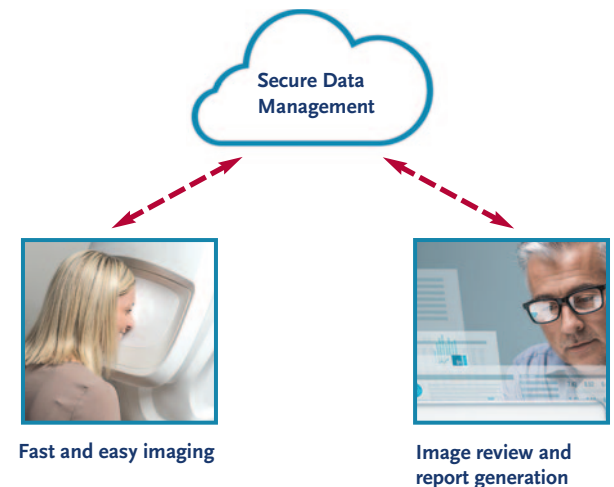 Secure Data
Management
Fast and easy imaging
Image review and
report generation